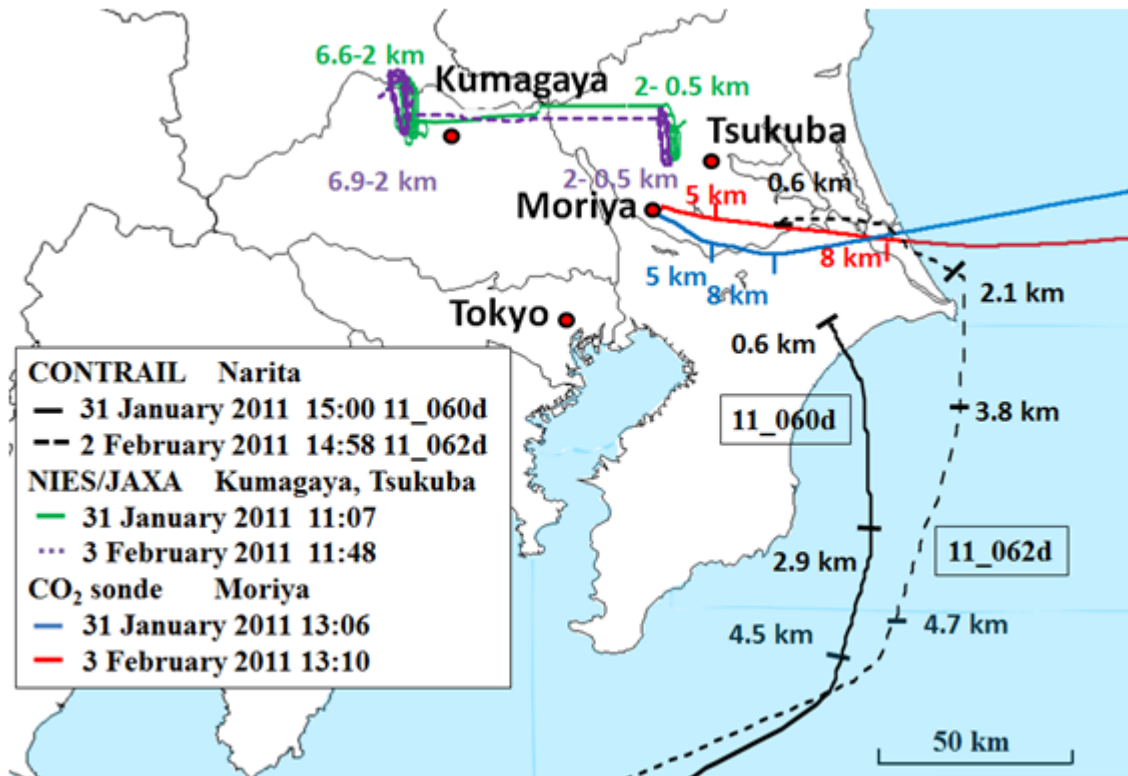 6.6-2 km
Kumagaya
2- 0.5 km
Tsukuba
6.9-2 km
2- 0.5 km
0.6 km
Moriya
5 km
5 km
8 km
8 km
2.1 km
Tokyo
0.6 km
3.8 km
11_060d
CONTRAIL Narita
31 January 2011 15:00 11_060d
2 February 2011 14:58 11_062d
NIES/JAXA Kumagaya, Tsukuba
31 January 2011 11:07
3 February 2011 11:48
CO₂ sonde Moriya
31 January 2011 13:06
3 February 2011 13:10
2.9 km
11_062d
4.5 km
4.7 km
50 km